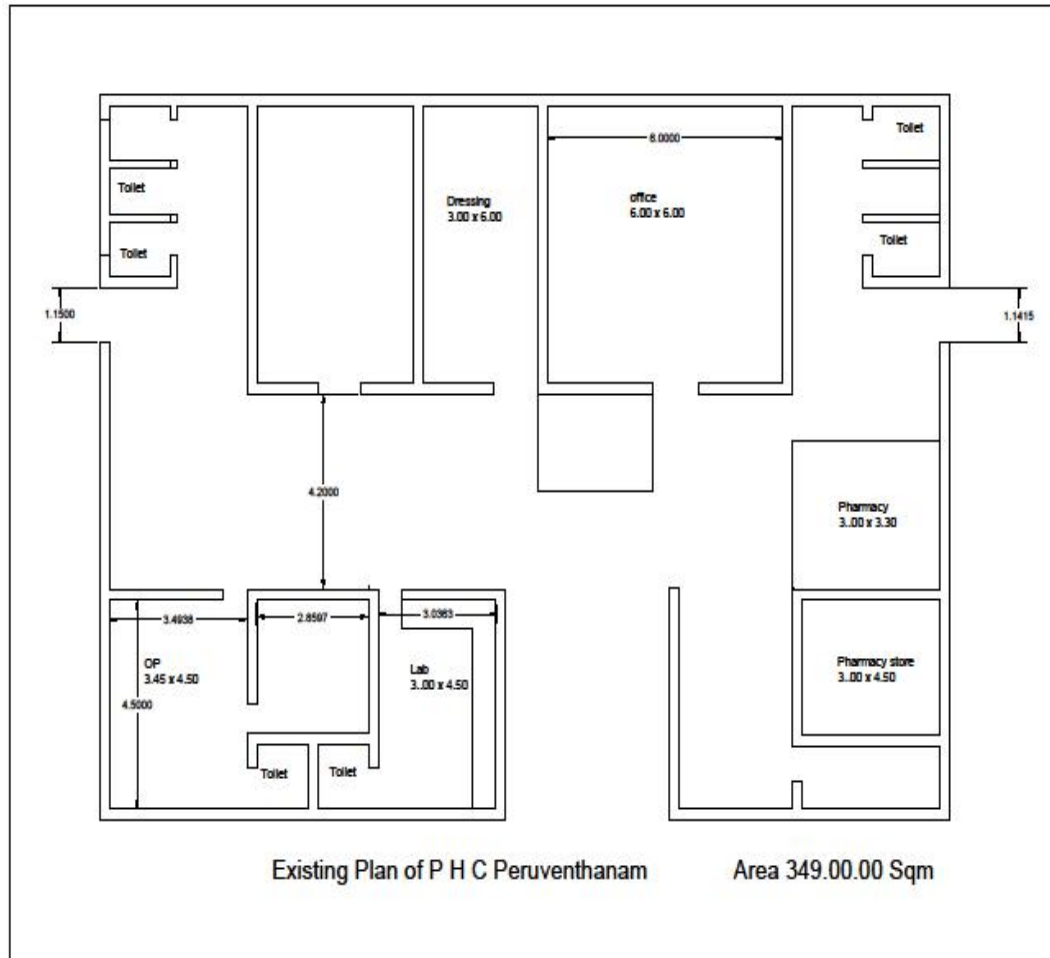 Toilet
6.0000
Toilet
Dressing
3.00 x 6.00
office
6.00 x 6.00
Toilet
Toilet
1.1500
1.1415
4.2000
Pharmacy
3..00 x 3.30
3.4938
2.8597
3.0363
OP
3.45 x 4.50
Lab
3..00 x 4.50
Pharmacy store
3..00 x 4.50
4.5000
Toilet
Toilet
Existing Plan of P H C Peruventhanam
Area 349.00.00 Sqm